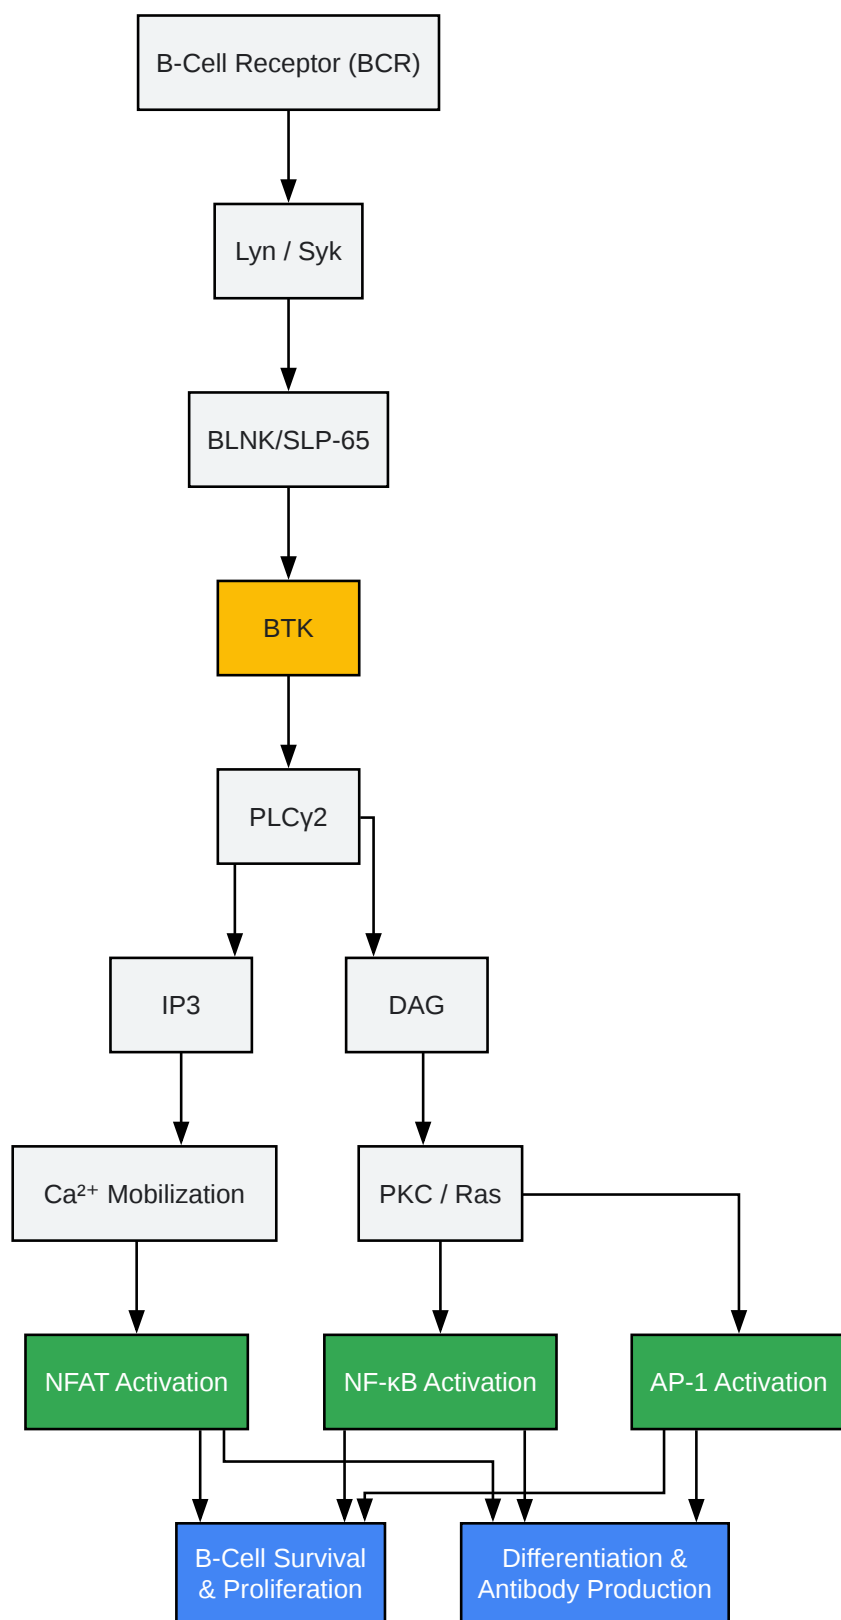 B-Cell Receptor (BCR)
Lyn / Syk
BLNK/SLP-65
BTK
PLCγ2
IP3
DAG
Ca²⁺ Mobilization
PKC / Ras
NFAT Activation
NF-κB Activation
AP-1 Activation
B-Cell Survival
& Proliferation
Differentiation &
Antibody Production